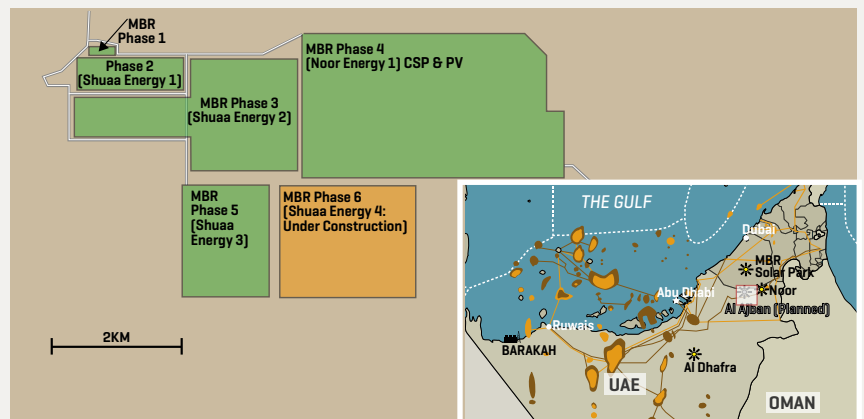 MBR
Phase 1
Phase 2
(Shuaa Energy 1)
MBR Phase 3
(Shuaa Energy 2)
MBR Phase 4
(Noor Energy 1) CSP & PV
MBR
Phase 5
(Shuaa
Energy 3)
MBR Phase 6
(Shuaa Energy 4:
Under Construction)
2KM
THE GULF
Dubai
MBR
Solar Park
Noor
Abu Dhabi
Al Ajban (Planned)
Ruwais
BARAKAH
Al Dhafra
UAE
OMAN